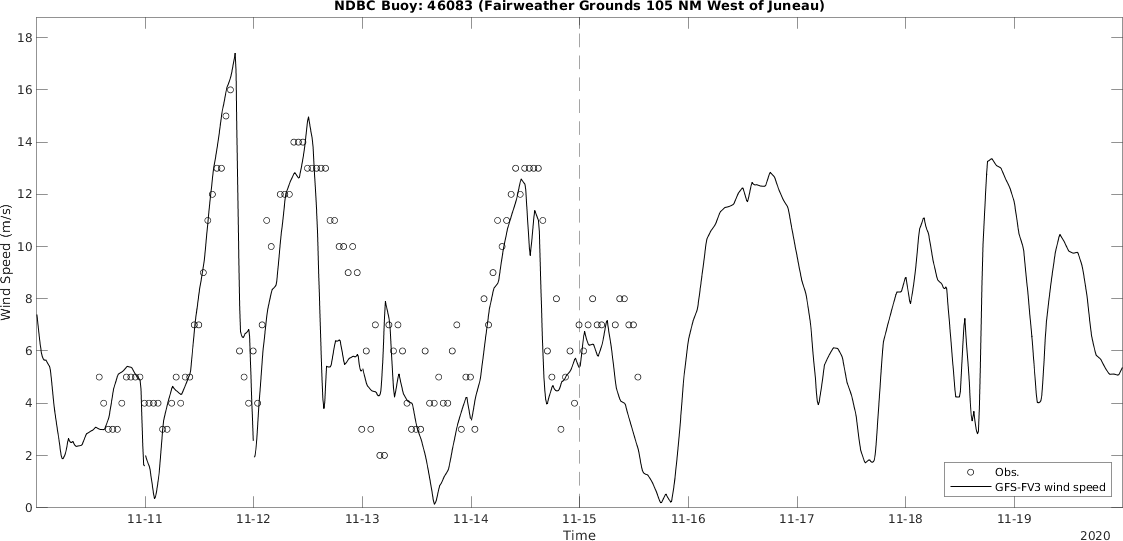 NDBC Buoy: 46083 (Fairweather Grounds 105 NM West of Juneau)
18
16
14
12
10
8
6
4
2
0
Wind Speed (m/s)
11-11 11-12 11-13 11-14 11-15 11-16 11-17 11-18 11-19
Time
2020
Obs.
GFS-FV3 wind speed